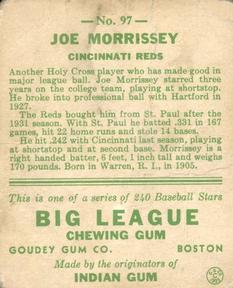 No. 97
JOE MORRISSEY
CINCINNATI REDS
Another Holy Cross player who has made good in
major league ball. Joe Morrissey starred three
years on the college team, playing at shortstop.
He broke into professional ball with Hartford in
1927.
The Reds bought him from St. Paul after the
1931 season. With St. Paul he batted .331 in 167
games, hit 22 home runs and stole 14 bases.
He hit .242 with Cincinnati last season, playing
at shortstop and at second base. Morrissey is a
right handed batter, 6 feet, 1 inch tall and weighs
170 pounds. Born in Warren, R. I., in 1905.
This is one of a series of 240 Baseball Stars
BIG LEAGUE
CHEWING GUM
GOUDEY GUM CO. BOSTON
Made by the originators of
INDIAN GUM